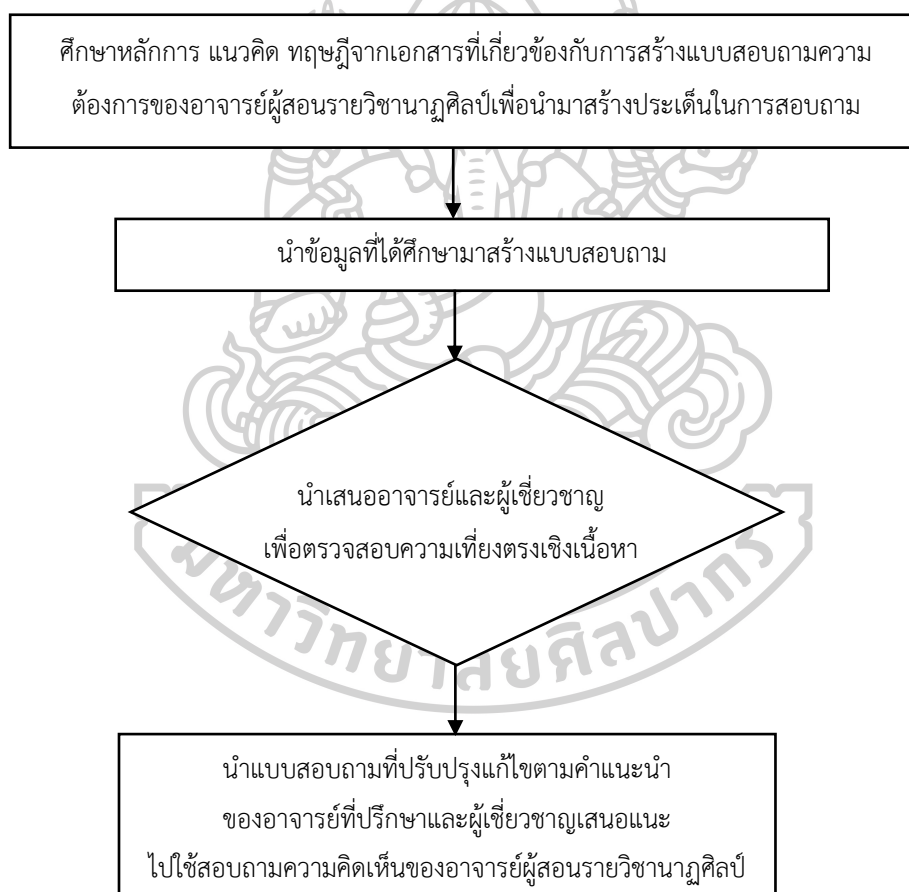 ศึกษาหลักการ แนวคิด ทฤษฎีจากเอกสารที่เกี่ยวข้องกับการสร้างแบบสอบถามความ
ต้องการของอาจารย์ผู้สอนรายวิชานาฏศิลป์เพื่อนำมาสร้างประเด็นในการสอบถาม
นำข้อมูลที่ได้ศึกษามาสร้างแบบสอบถาม
นำเสนออาจารย์และผู้เชี่ยวชาญ
เพื่อตรวจสอบความเที่ยงตรงเชิงเนื้อหา
มหาวิทยาลัยศิลปากร
นำแบบสอบถามที่ปรับปรุงแก้ไขตามคำแนะนำ
ของอาจารย์ที่ปรึกษาและผู้เชี่ยวชาญเสนอแนะ
ไปใช้สอบถามความคิดเห็นของอาจารย์ผู้สอนรายวิชานาฏศิลป์